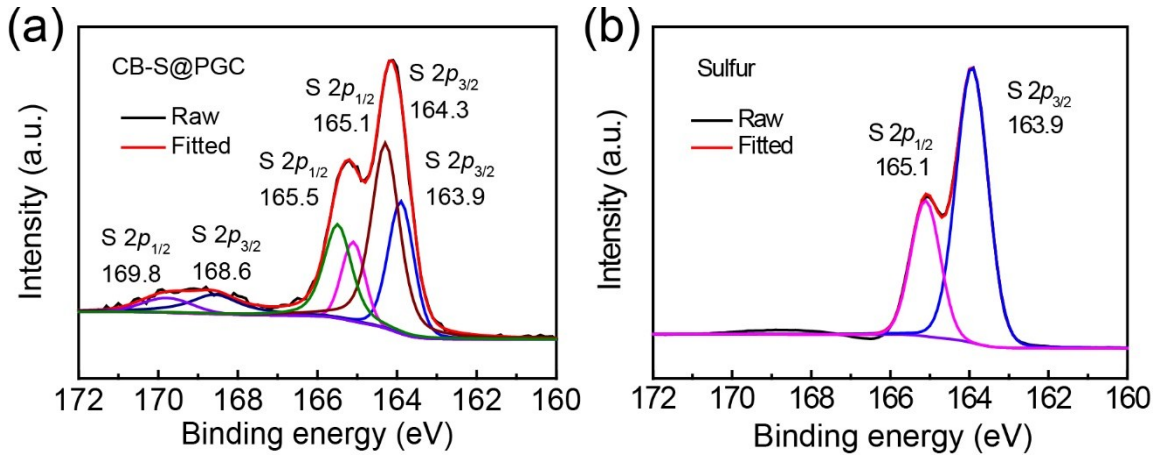 (a)
CB-S@PGC
Raw
Fitted
S 2p1/2
165.1
S 2p3/2
164.3
S 2p1/2
165.5
S 2p3/2
163.9
S 2p1/2
169.8
S 2p3/2
168.6
Intensity (a.u.)
172 170 168 166 164 162 160
Binding energy (eV)
(b)
Sulfur
Raw
Fitted
S 2p3/2
163.9
S 2p1/2
165.1
Intensity (a.u.)
172 170 168 166 164 162 160
Binding energy (eV)